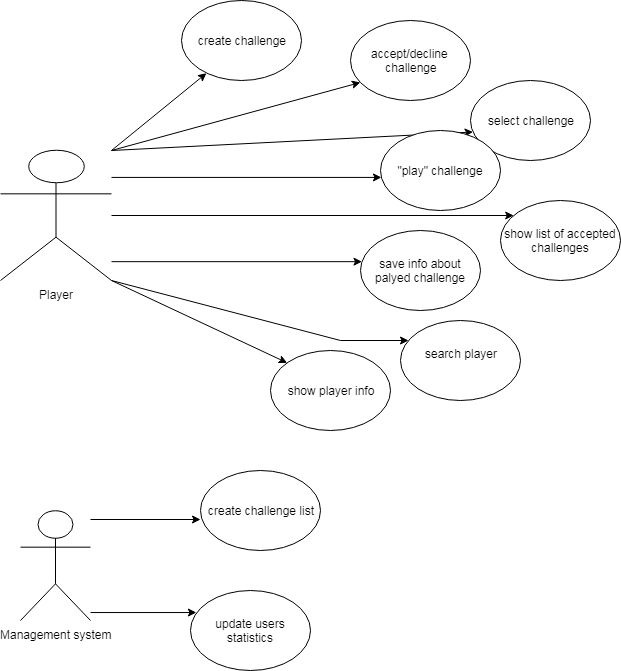 create challenge
accept/decline
challenge
select challenge
"play" challenge
show list of accepted
challenges
save info about
palyed challenge
Player
search player
show player info
create challenge list
update users
statistics
Management system